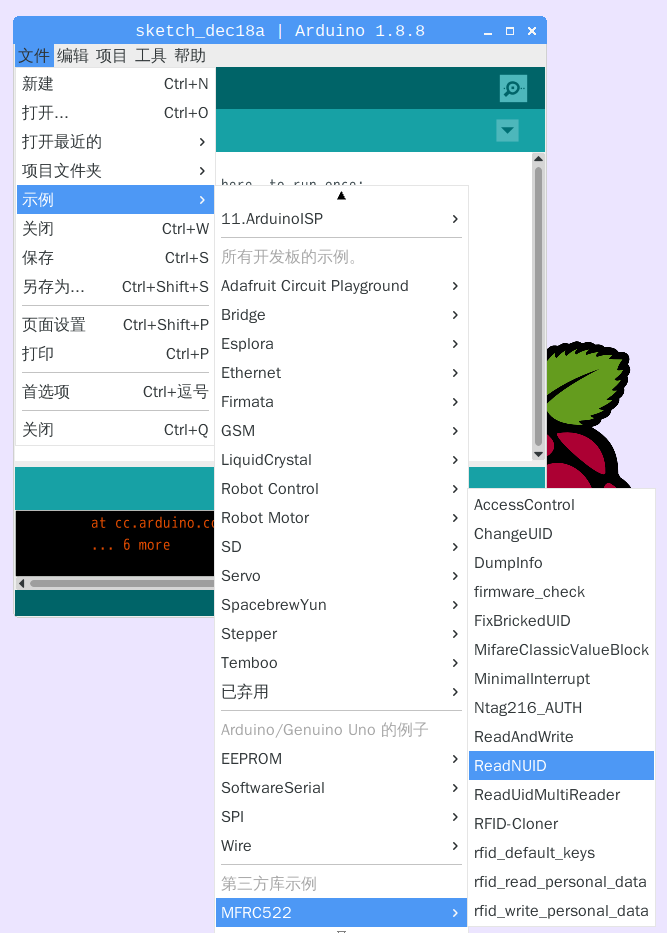 sketch_dec18a | Arduino 1.8.8
文件 编辑 项目 工具 帮助
新建 Ctrl+N
打开... Ctrl+O
打开最近的
项目文件夹
示例
关闭 Ctrl+W
保存 Ctrl+S
另存为... Ctrl+Shift+S
页面设置 Ctrl+Shift+P
打印 Ctrl+P
首选项 Ctrl+逗号
关闭 Ctrl+Q
here, to run once:
11.ArduinoISP
所有开发板的示例。
Adafruit Circuit Playground
Bridge
Esplora
Ethernet
Firmata
GSM
LiquidCrystal
Robot Control
Robot Motor
SD
Servo
SpacebrewYun
Stepper
Temboo
已弃用
Arduino/Genuino Uno 的例子
EEPROM
SoftwareSerial
SPI
Wire
第三方库示例
MFRC522
AccessControl
ChangeUID
DumpInfo
firmware_check
FixBrickedUID
MifareClassicValueBlock
MinimalInterrupt
Ntag216_AUTH
ReadAndWrite
ReadNUID
ReadUidMultiReader
RFID-Cloner
rfid_default_keys
rfid_read_personal_data
rfid_write_personal_data
at cc.arduino.co
... 6 more